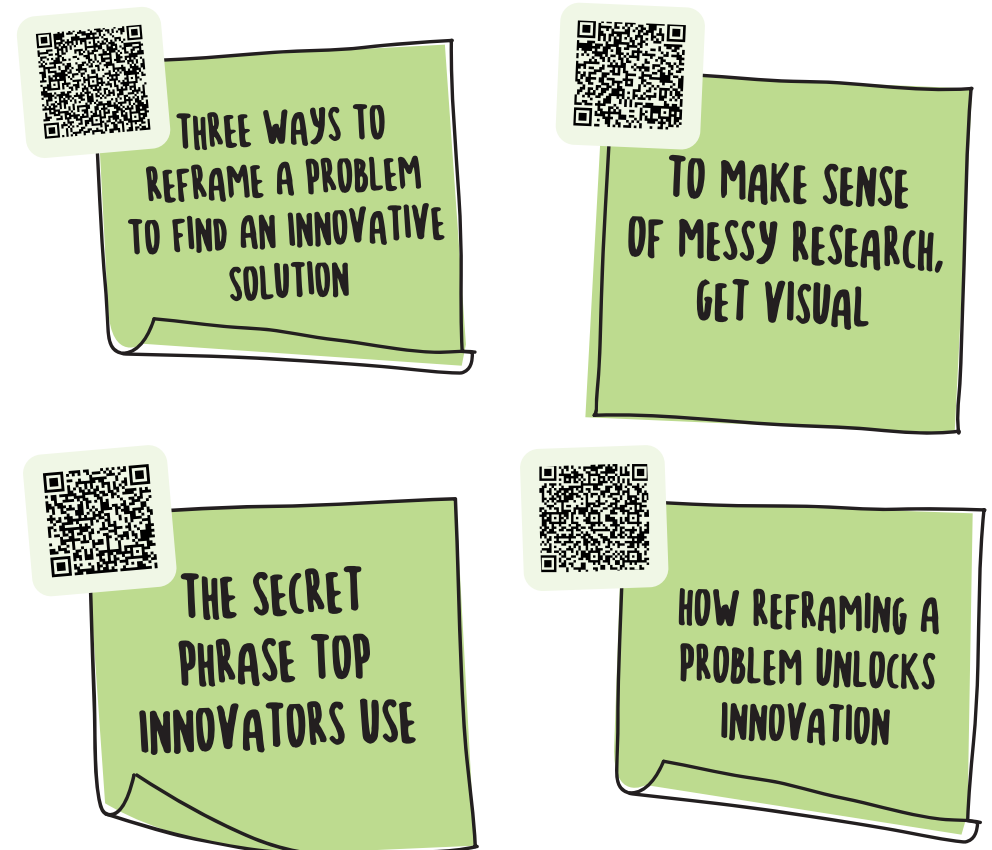 THREE WAYS TO
REFRAME A PROBLEM
TO FIND AN INNOVATIVE
SOLUTION
TO MAKE SENSE
OF MESSY RESEARCH,
GET VISUAL
THE SECRET
PHRASE TOP
INNOVATORS USE
HOW REFRAMING A
PROBLEM UNLOCKS
INNOVATION